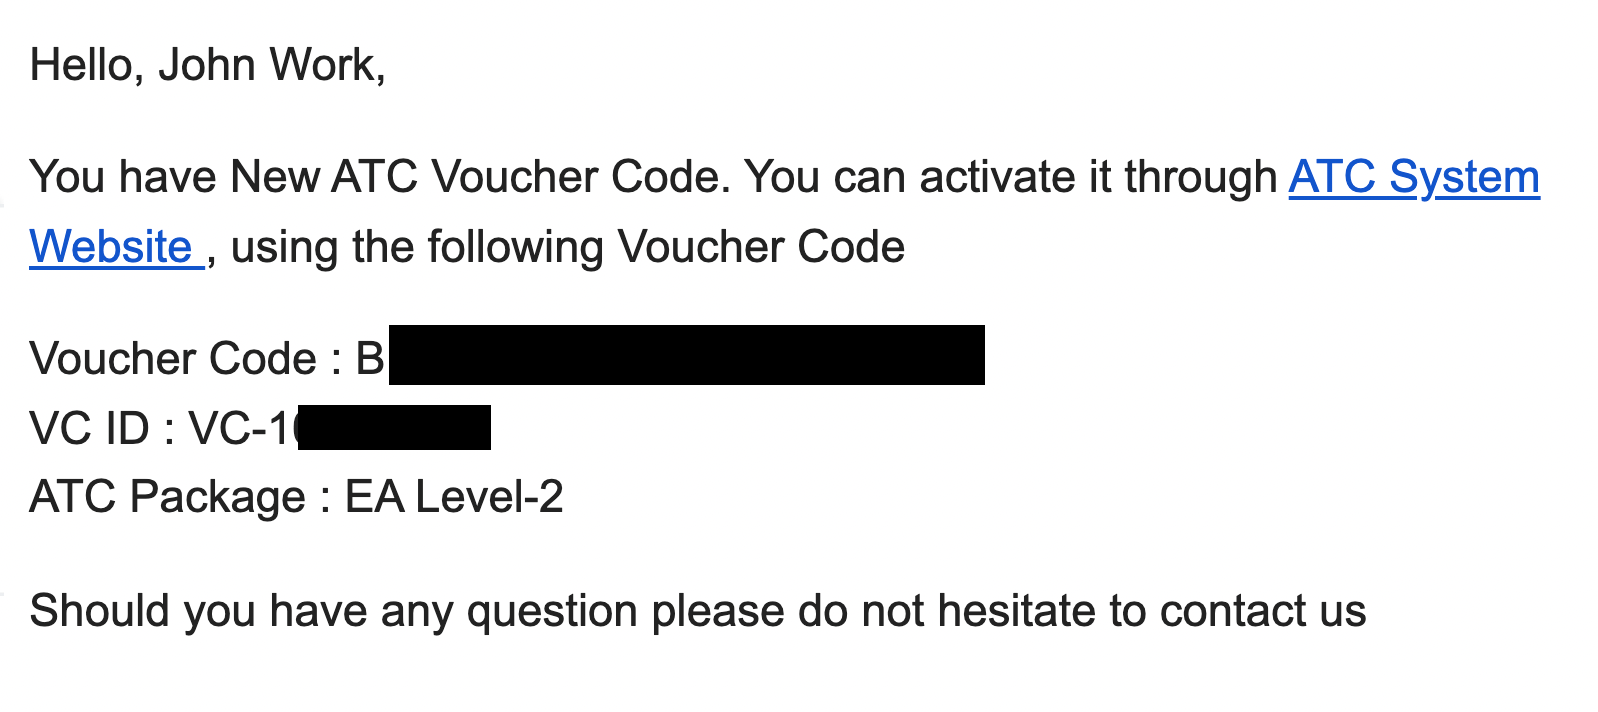 Hello, John Work,
You have New ATC Voucher Code. You can activate it through ATC System
Website , using the following Voucher Code
Voucher Code : B
VC ID : VC-1
ATC Package : EA Level-2
Should you have any question please do not hesitate to contact us